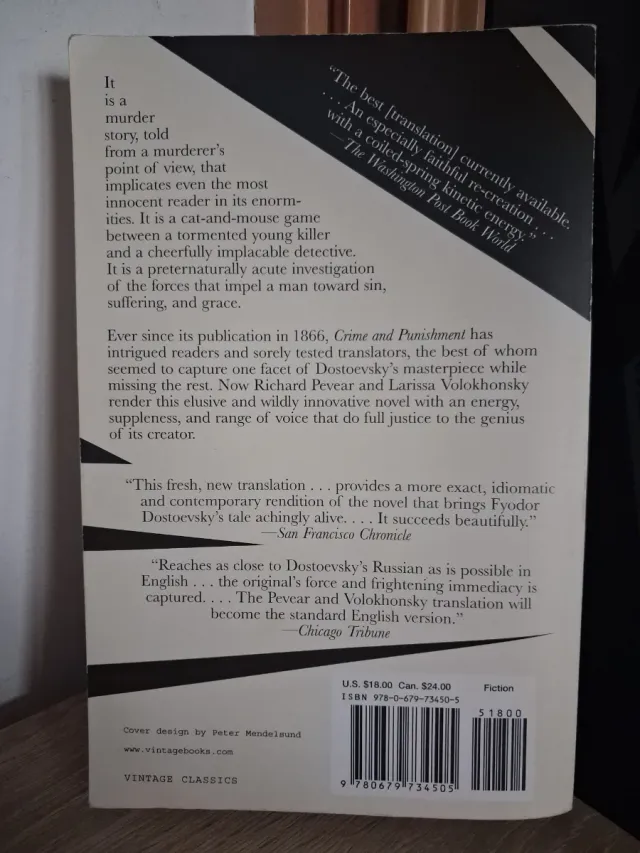 It
is a
murder
story, told
from a murderer's
point of view, that
implicates even the most
innocent reader in its enorm-
ities. It is a cat-and-mouse game
between a tormented young killer
and a cheerfully implacable detective.
It is a preternaturally acute investigation
of the forces that impel a man toward sin,
suffering, and grace.
“The best [translation] currently available.
. . . An especially faithful re-creation . . .
with a coiled-spring kinetic energy.”
—The Washington Post Book World
Ever since its publication in 1866, Crime and Punishment has
intrigued readers and sorely tested translators, the best of whom
seemed to capture one facet of Dostoevsky's masterpiece while
missing the rest. Now Richard Pevear and Larissa Volokhonsky
render this elusive and wildly innovative novel with an energy,
suppleness, and range of voice that do full justice to the genius
of its creator.
“This fresh, new translation . . . provides a more exact, idiomatic
and contemporary rendition of the novel that brings Fyodor
Dostoevsky's tale achingly alive. . . . It succeeds beautifully.”
—San Francisco Chronicle
“Reaches as close to Dostoevsky's Russian as is possible in
English . . . the original's force and frightening immediacy is
captured. . . . The Pevear and Volokhonsky translation will
become the standard English version.”
—Chicago Tribune
U.S. $18.00 Can. $24.00 Fiction
ISBN 978-0-679-73450-5
51800
9 780679 734505
Cover design by Peter Mendelsund
www.vintagebooks.com
VINTAGE CLASSICS